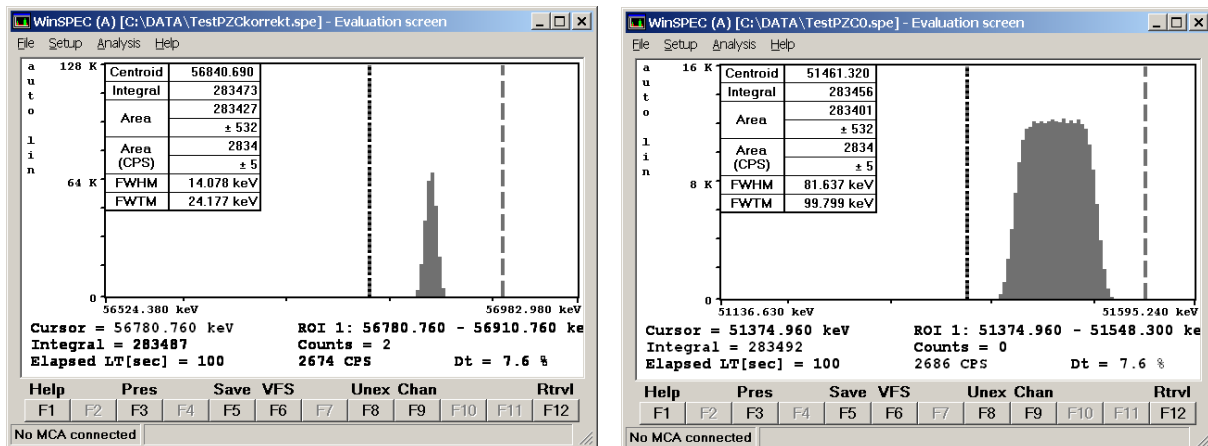 WinSPEC (A) [C:\DATA\TestPZCkorrekt.spe] - Evaluation screen
File Setup Analysis Help
auto lin
128 K
64 K
0
Centroid 56840.690
Integral 283473
Area 283427
± 532
Area (CPS) 2834
± 5
FWHM 14.078 keV
FWTM 24.177 keV
56524.380 keV 56982.980 keV
Cursor = 56780.760 keV ROI 1: 56780.760 - 56910.760 ke
Integral = 283487 Counts = 2
Elapsed LT[sec] = 100 2674 CPS Dt = 7.6 %
Help Pres Save VFS Unex Chan Rtrvl
F1 F2 F3 F4 F5 F6 F7 F8 F9 F10 F11 F12
No MCA connected
WinSPEC (A) [C:\DATA\TestPZC0.spe] - Evaluation screen
File Setup Analysis Help
auto lin
16 K
8 K
0
Centroid 51461.320
Integral 283456
Area 283401
± 532
Area (CPS) 2834
± 5
FWHM 81.637 keV
FWTM 99.799 keV
51136.630 keV 51595.240 keV
Cursor = 51374.960 keV ROI 1: 51374.960 - 51548.300 ke
Integral = 283492 Counts = 0
Elapsed LT[sec] = 100 2686 CPS Dt = 7.6 %
Help Pres Save VFS Unex Chan Rtrvl
F1 F2 F3 F4 F5 F6 F7 F8 F9 F10 F11 F12
No MCA connected